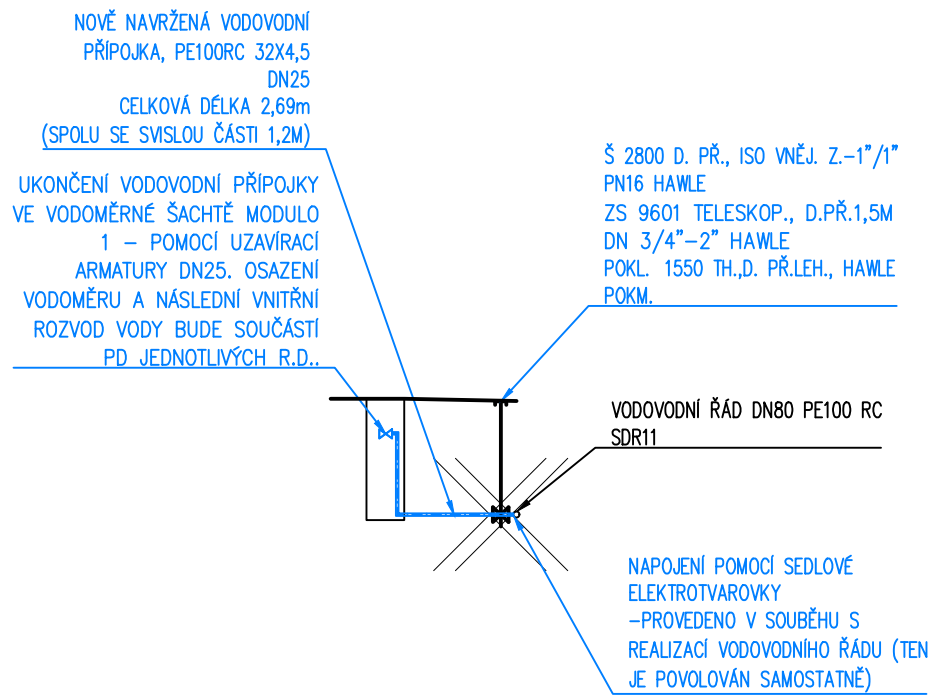 NOVĚ NAVRŽENÁ VODOVODNÍ
PŘÍPOJKA, PE100RC 32X4,5
DN25
CELKOVÁ DÉLKA 2,69m
(SPOLU SE SVISLOU ČÁSTI 1,2M)
UKONČENÍ VODOVODNÍ PŘÍPOJKY
VE VODOMĚRNÉ ŠACHTĚ MODULO
1 – POMOCÍ UZAVÍRACÍ
ARMATURY DN25. OSAZENÍ
VODOMĚRU A NÁSLEDNÍ VNITŘNÍ
ROZVOD VODY BUDE SOUČÁSTÍ
PD JEDNOTLIVÝCH R.D..
Š 2800 D. PŘ., ISO VNĚJ. Z.–1"/1"
PN16 HAWLE
ZS 9601 TELESKOP., D.PŘ.1,5M
DN 3/4"–2" HAWLE
POKL. 1550 TH.,D. PŘ.LEH., HAWLE
POKM.
VODOVODNÍ ŘÁD DN80 PE100 RC
SDR11
NAPOJENÍ POMOCÍ SEDLOVÉ
ELEKTROTVAROVKY
–PROVEDENO V SOUBĚHU S
REALIZACÍ VODOVODNÍHO ŘÁDU (TEN
JE POVOLOVÁN SAMOSTATNĚ)